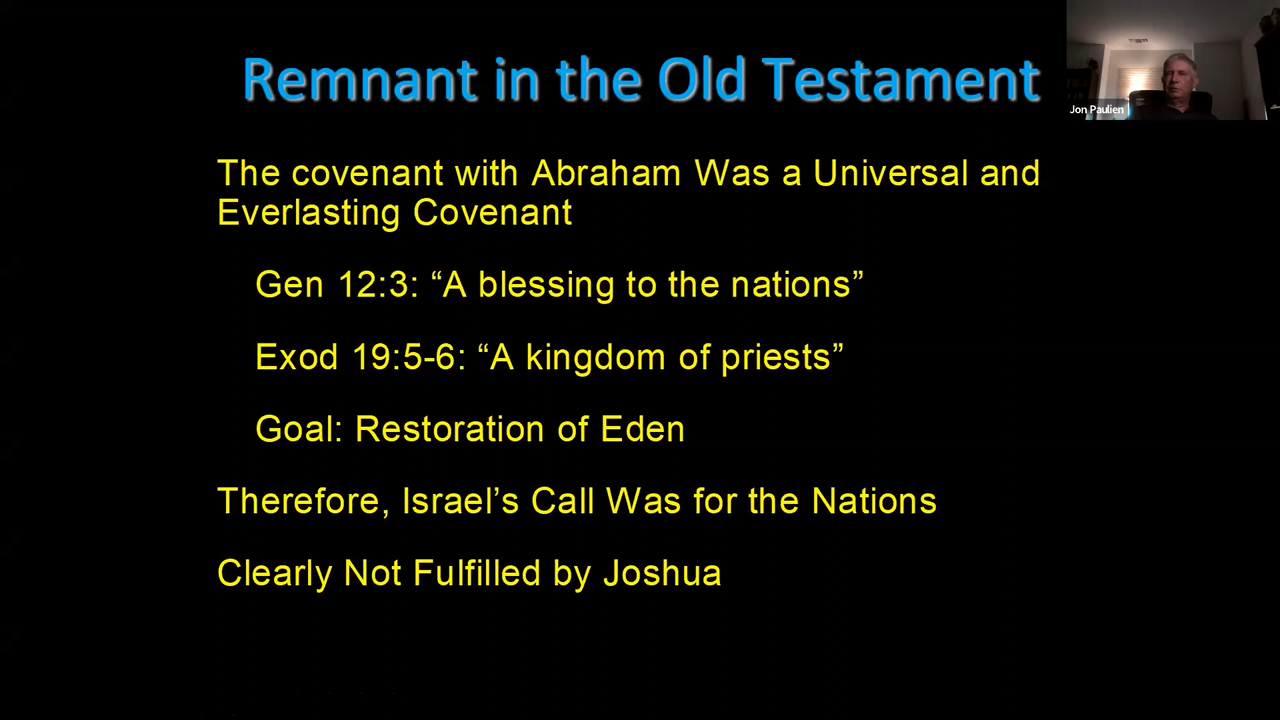 Remnant in the Old Testament
Jon Paulien
The covenant with Abraham Was a Universal and
Everlasting Covenant
Gen 12:3: “A blessing to the nations”
Exod 19:5-6: “A kingdom of priests”
Goal: Restoration of Eden
Therefore, Israel’s Call Was for the Nations
Clearly Not Fulfilled by Joshua